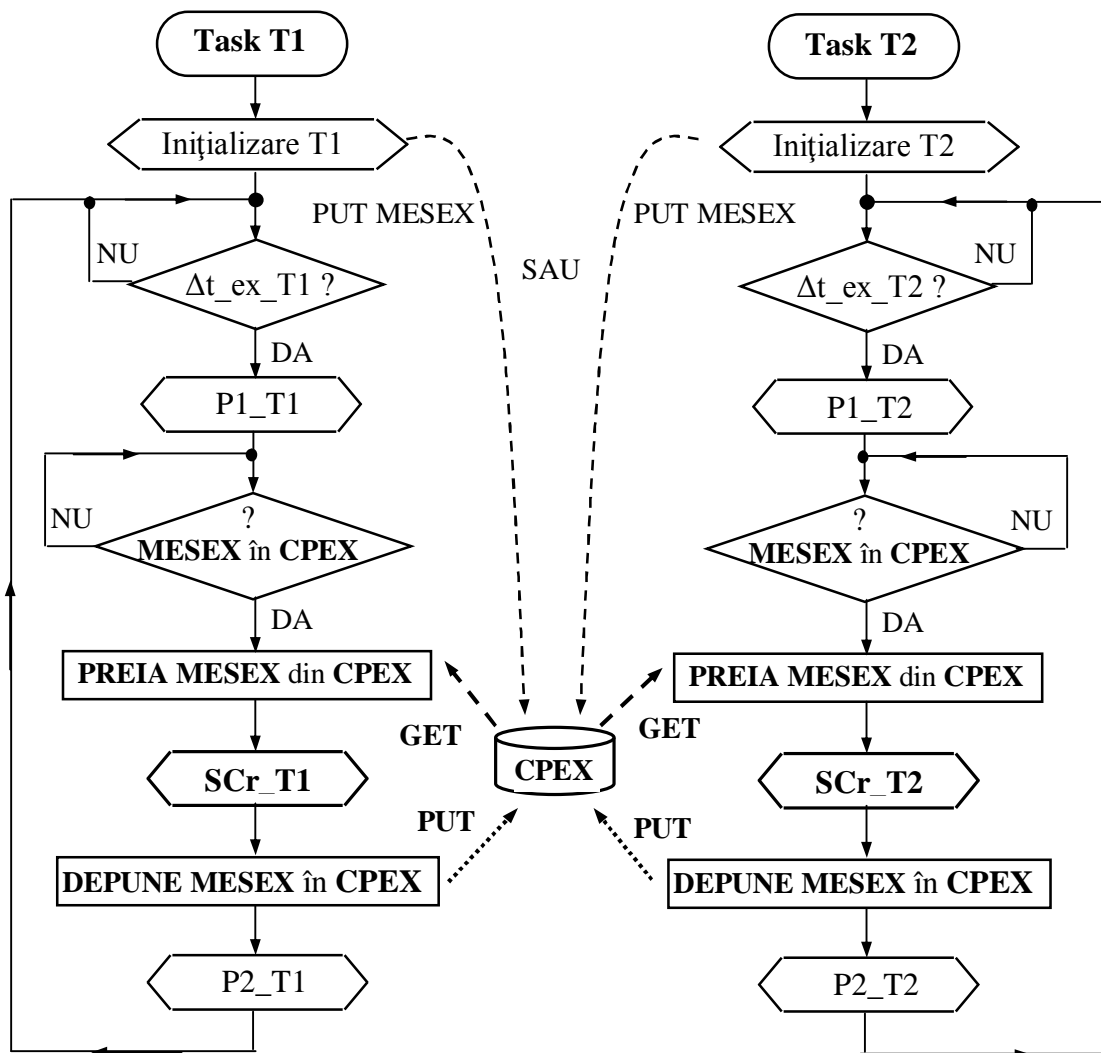 Task T1
Task T2
Iniţializare T1
Iniţializare T2
PUT MESEX
PUT MESEX
SAU
NU
NU
Δt_ex_T1 ?
Δt_ex_T2 ?
DA
DA
P1_T1
P1_T2
?
MESEX în CPEX
NU
?
MESEX în CPEX
NU
DA
DA
PREIA MESEX din CPEX
PREIA MESEX din CPEX
GET
GET
CPEX
SCr_T1
SCr_T2
PUT
PUT
DEPUNE MESEX în CPEX
DEPUNE MESEX în CPEX
P2_T1
P2_T2